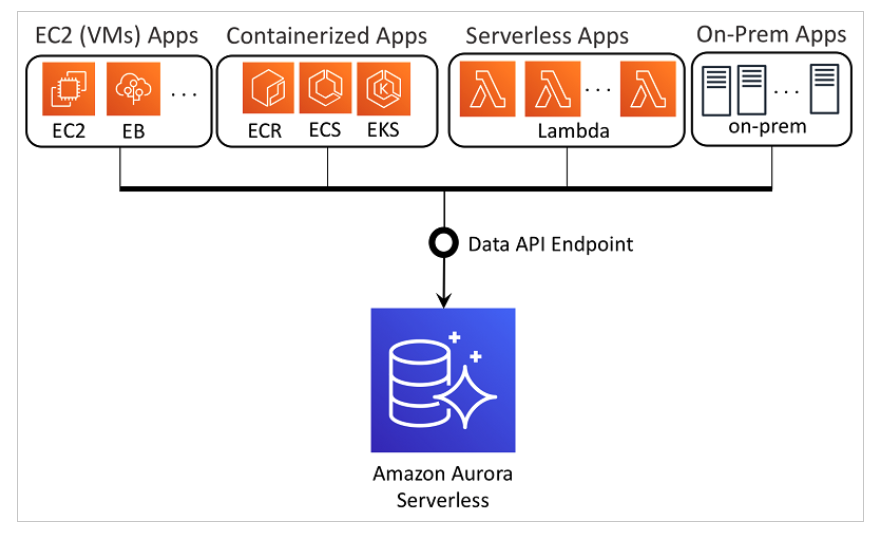 EC2 (VMs) Apps
Containerized Apps
Serverless Apps
On-Prem Apps
EC2
EB
...
ECR
ECS
EKS
...
Lambda
...
on-prem
Data API Endpoint
Amazon Aurora
Serverless